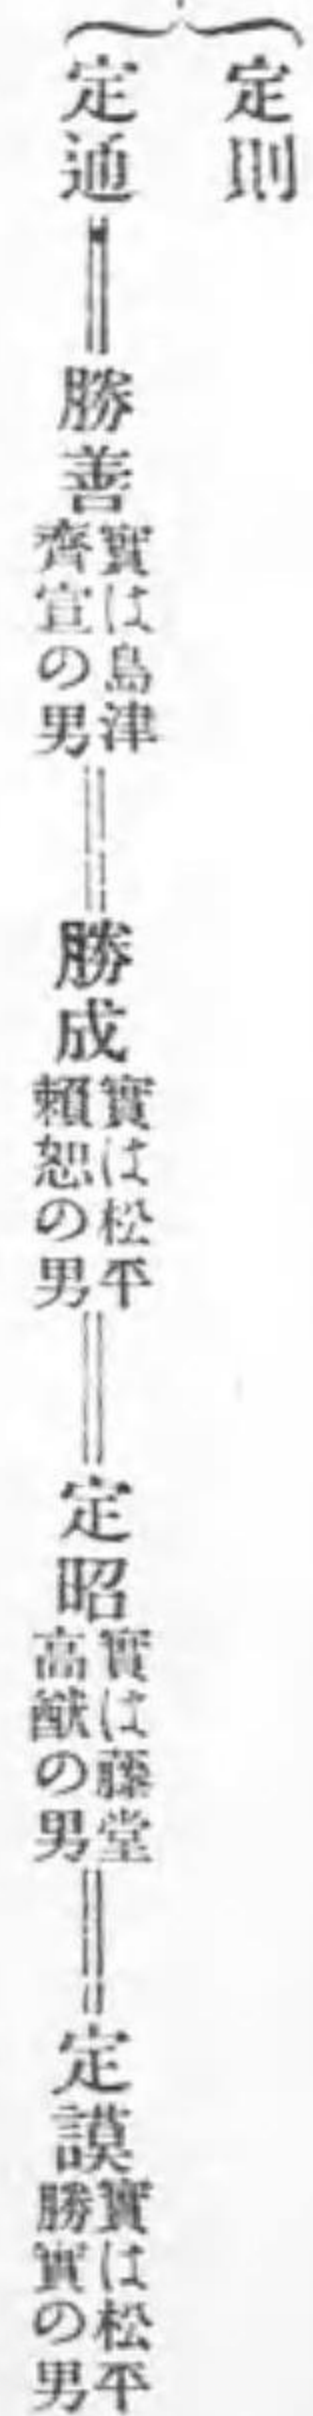 定則
定通
勝善
實は島津
齊宣の男
勝成
實は松平
頼恕の男
定昭
實は藤堂
高猷の男
定謨
實は松平
勝實の男